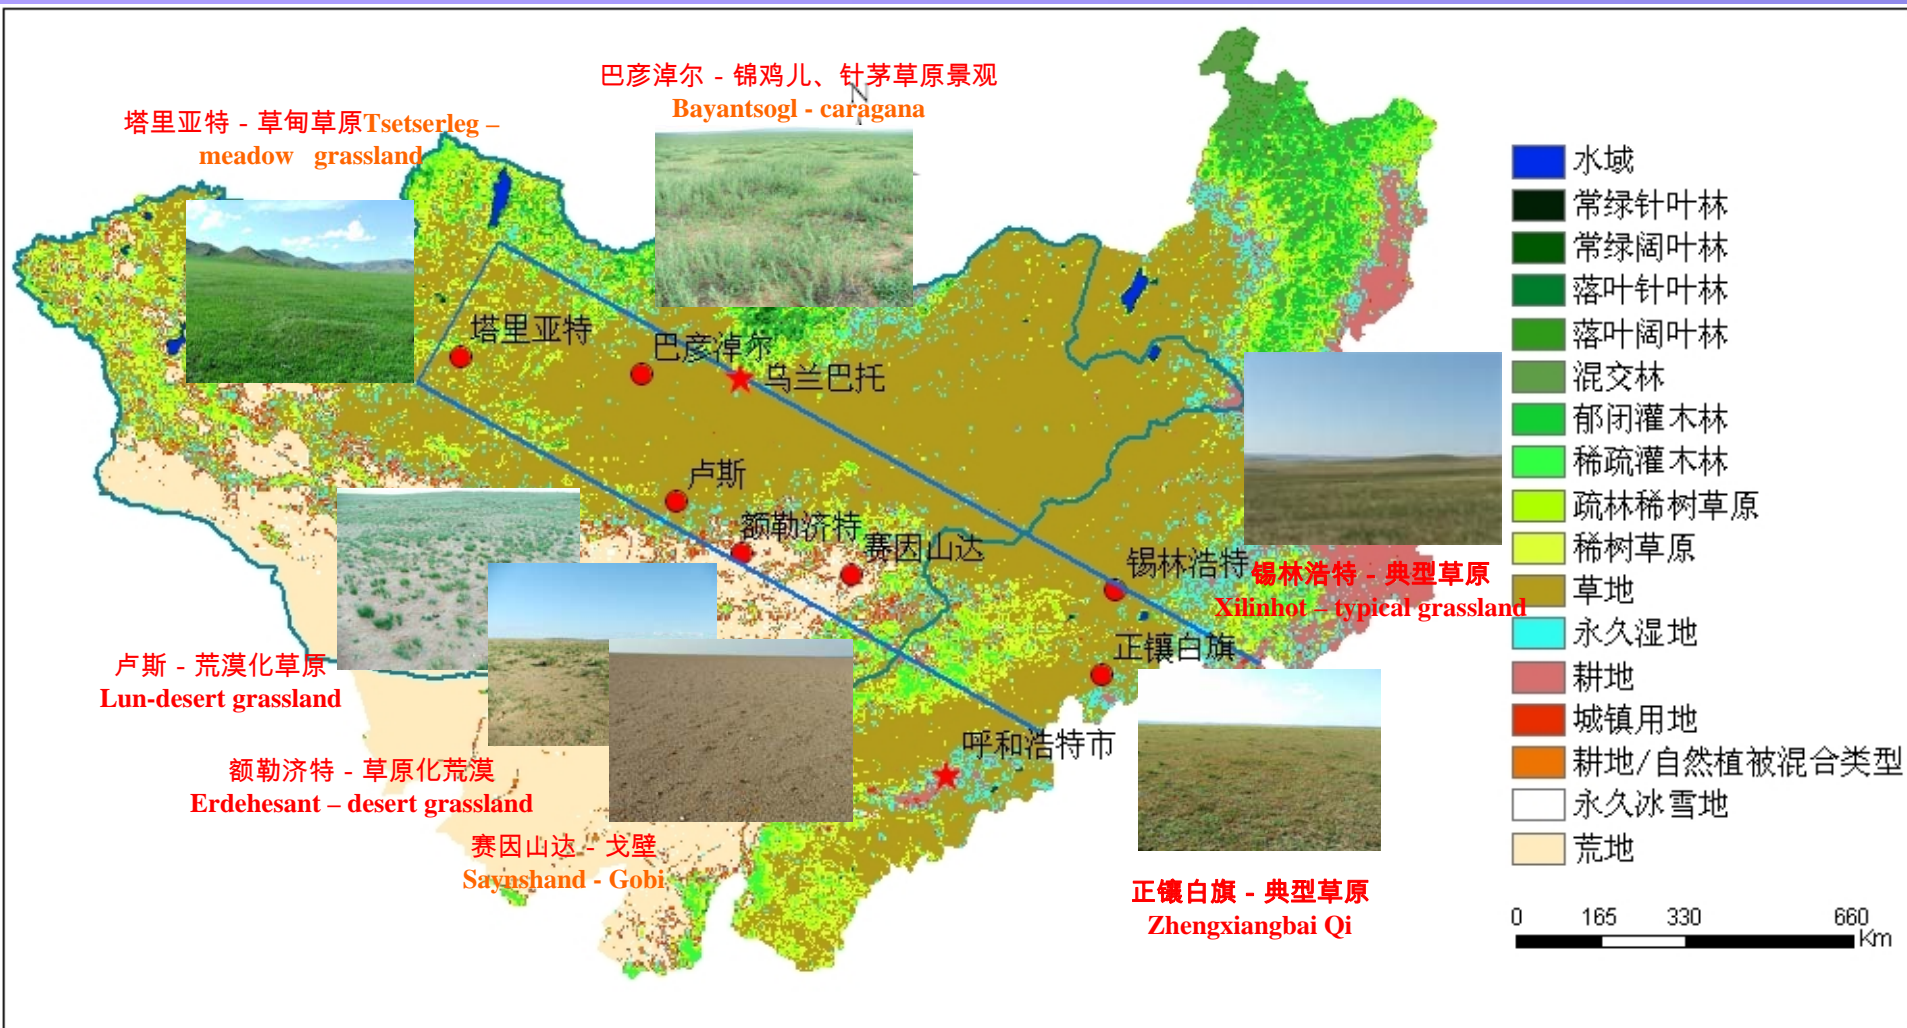 巴彦淖尔 - 锦鸡儿、针茅草原景观
Bayantsogl - caragana
N
塔里亚特 - 草甸草原Tsetserleg –
meadow grassland
塔里亚特
巴彦淖尔
乌兰巴托
卢斯
额勒济特
赛因山达
锡林浩特
正镶白旗
呼和浩特市
锡林浩特 - 典型草原
Xilinhot – typical grassland
卢斯 - 荒漠化草原
Lun-desert grassland
额勒济特 - 草原化荒漠
Erdehesant – desert grassland
赛因山达 - 戈壁
Saynshand - Gobi
正镶白旗 - 典型草原
Zhengxiangbai Qi
水域
常绿针叶林
常绿阔叶林
落叶针叶林
落叶阔叶林
混交林
郁闭灌木林
稀疏灌木林
疏林稀树草原
稀树草原
草地
永久湿地
耕地
城镇用地
耕地/自然植被混合类型
永久冰雪地
荒地
0 165 330 660
Km